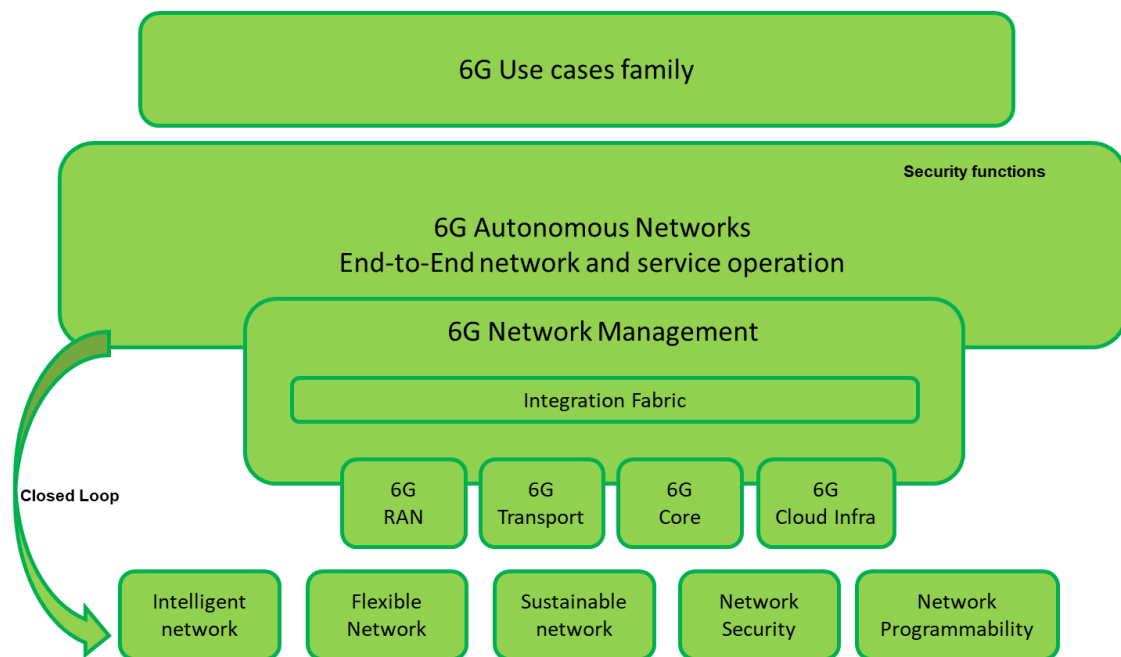 6G Use cases family
Security functions
6G Autonomous Networks
End-to-End network and service operation
6G Network Management
Integration Fabric
6G
RAN
6G
Transport
6G
Core
6G
Cloud Infra
Closed Loop
Intelligent
network
Flexible
Network
Sustainable
network
Network
Security
Network
Programmability